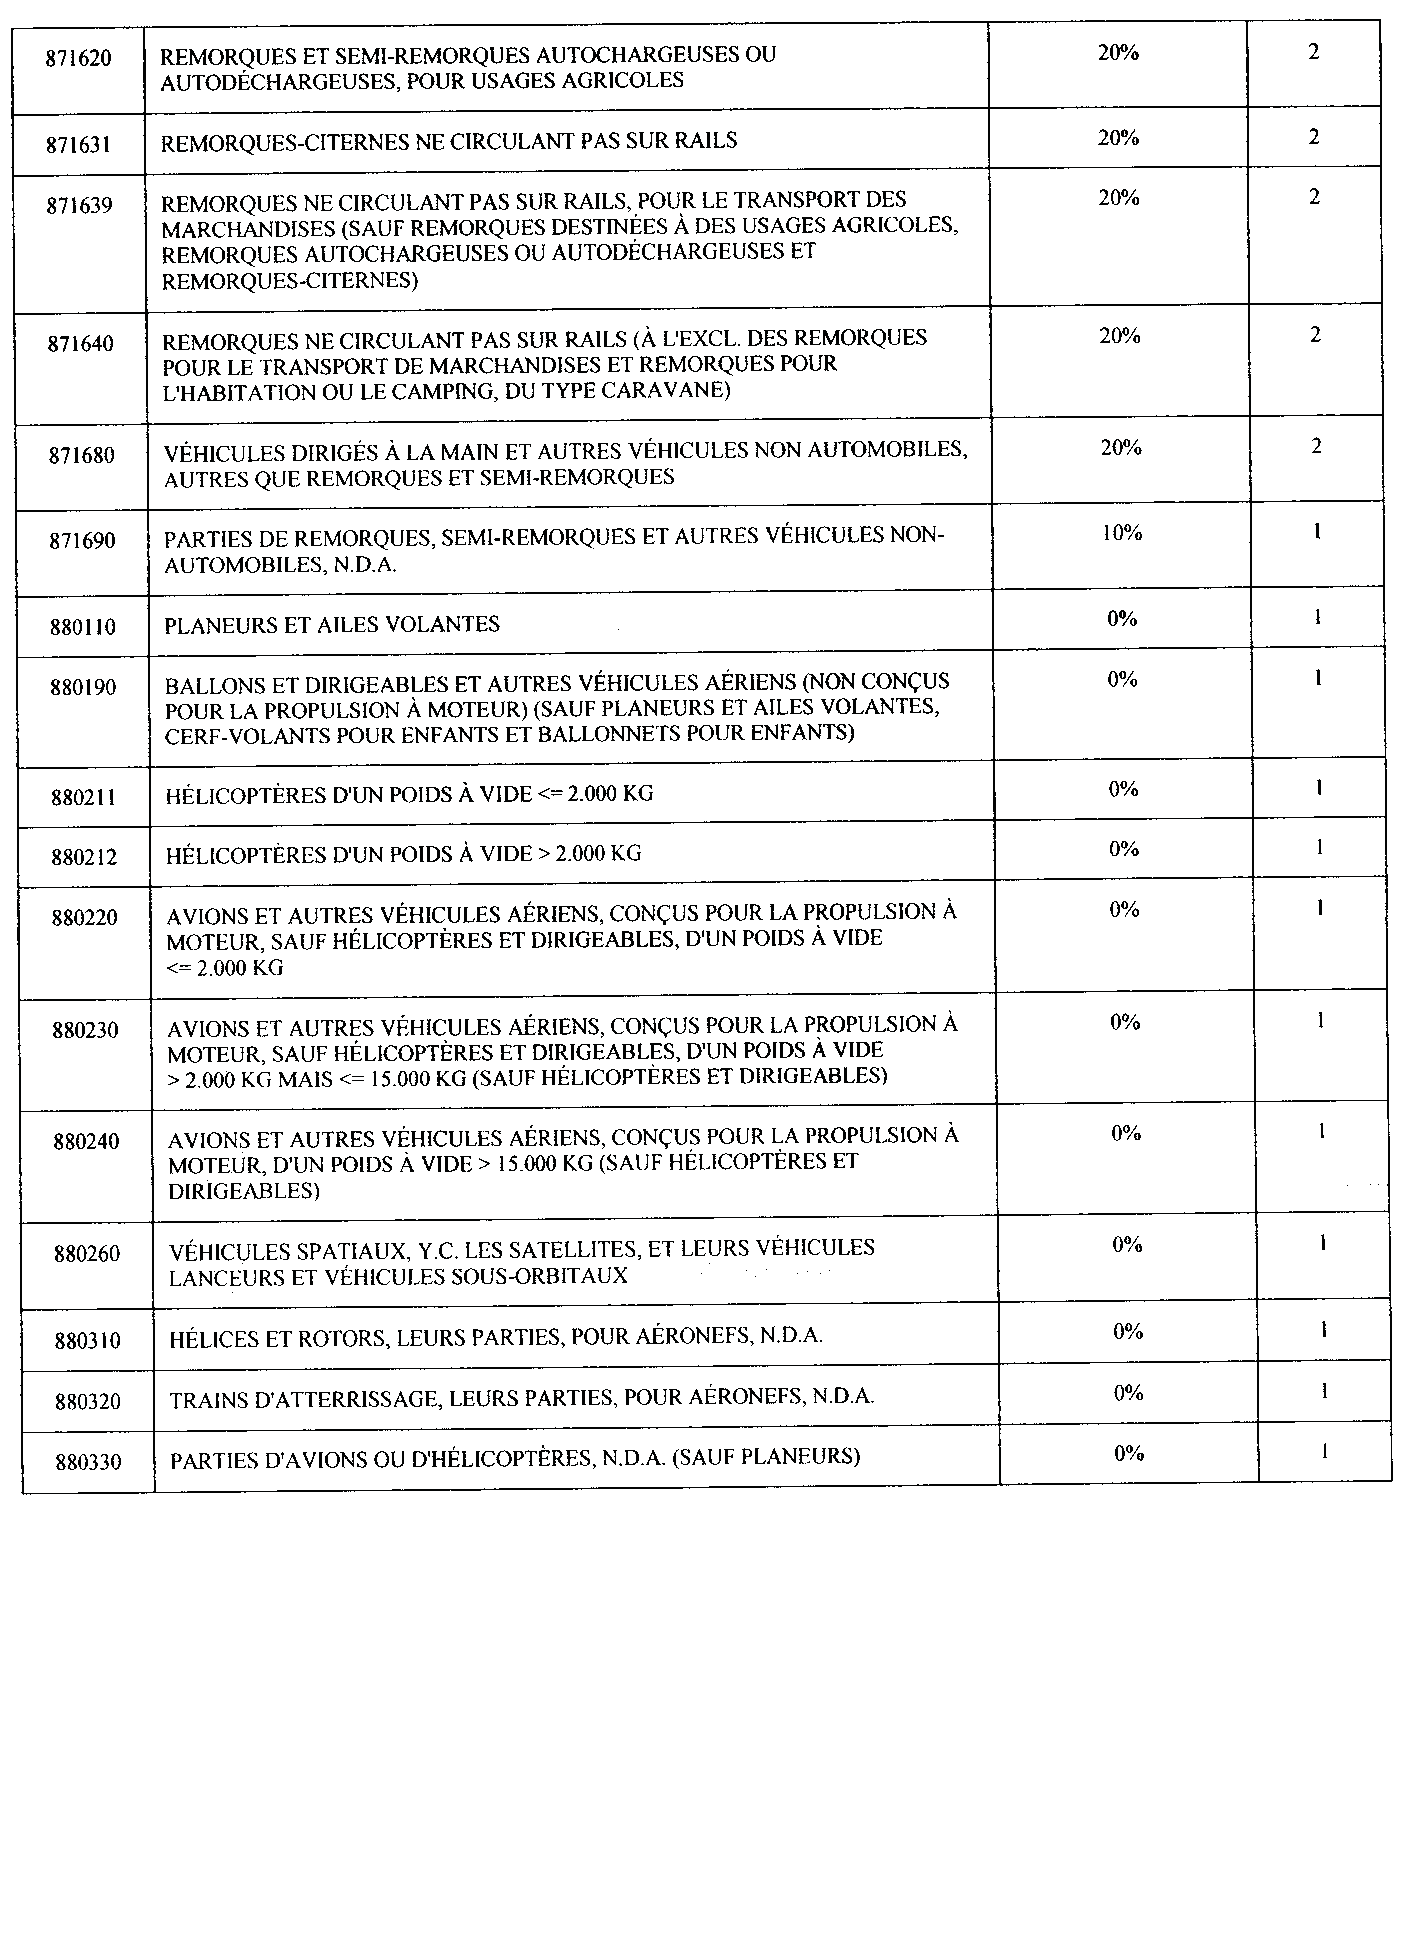 871620 REMORQUES ET SEMI-REMORQUES AUTOCHARGEUSES OU 20% 2
AUTODÉCHARGEUSES, POUR USAGES AGRICOLES
871631 REMORQUES-CITERNES NE CIRCULANT PAS SUR RAILS 20% 2
871639 REMORQUES NE CIRCULANT PAS SUR RAILS, POUR LE TRANSPORT DES 20% 2
MARCHANDISES (SAUF REMORQUES DESTINÉES À DES USAGES AGRICOLES,
REMORQUES AUTOCHARGEUSES OU AUTODÉCHARGEUSES ET
REMORQUES-CITERNES)
871640 REMORQUES NE CIRCULANT PAS SUR RAILS (À L'EXCL. DES REMORQUES 20% 2
POUR LE TRANSPORT DE MARCHANDISES ET REMORQUES POUR
L'HABITATION OU LE CAMPING, DU TYPE CARAVANE)
871680 VÉHICULES DIRIGÉS À LA MAIN ET AUTRES VÉHICULES NON AUTOMOBILES, 20% 2
AUTRES QUE REMORQUES ET SEMI-REMORQUES
871690 PARTIES DE REMORQUES, SEMI-REMORQUES ET AUTRES VÉHICULES NON- 10% 1
AUTOMOBILES, N.D.A.
880110 PLANEURS ET AILES VOLANTES 0% 1
880190 BALLONS ET DIRIGEABLES ET AUTRES VÉHICULES AÉRIENS (NON CONÇUS 0% 1
POUR LA PROPULSION À MOTEUR) (SAUF PLANEURS ET AILES VOLANTES,
CERF-VOLANTS POUR ENFANTS ET BALLONNETS POUR ENFANTS)
880211 HÉLICOPTÈRES D'UN POIDS À VIDE <= 2.000 KG 0% 1
880212 HÉLICOPTÈRES D'UN POIDS À VIDE > 2.000 KG 0% 1
880220 AVIONS ET AUTRES VÉHICULES AÉRIENS, CONÇUS POUR LA PROPULSION À 0% 1
MOTEUR, SAUF HÉLICOPTÈRES ET DIRIGEABLES, D'UN POIDS À VIDE
<= 2.000 KG
880230 AVIONS ET AUTRES VÉHICULES AÉRIENS, CONÇUS POUR LA PROPULSION À 0% 1
MOTEUR, SAUF HÉLICOPTÈRES ET DIRIGEABLES, D'UN POIDS À VIDE
> 2.000 KG MAIS <= 15.000 KG (SAUF HÉLICOPTÈRES ET DIRIGEABLES)
880240 AVIONS ET AUTRES VÉHICULES AÉRIENS, CONÇUS POUR LA PROPULSION À 0% 1
MOTEUR, D'UN POIDS À VIDE > 15.000 KG (SAUF HÉLICOPTÈRES ET
DIRIGEABLES)
880260 VÉHICULES SPATIAUX, Y.C. LES SATELLITES, ET LEURS VÉHICULES 0% 1
LANCEURS ET VÉHICULES SOUS-ORBITAUX
880310 HÉLICES ET ROTORS, LEURS PARTIES, POUR AÉRONEFS, N.D.A. 0% 1
880320 TRAINS D'ATTERRISSAGE, LEURS PARTIES, POUR AÉRONEFS, N.D.A. 0% 1
880330 PARTIES D'AVIONS OU D'HÉLICOPTÈRES, N.D.A. (SAUF PLANEURS) 0% 1